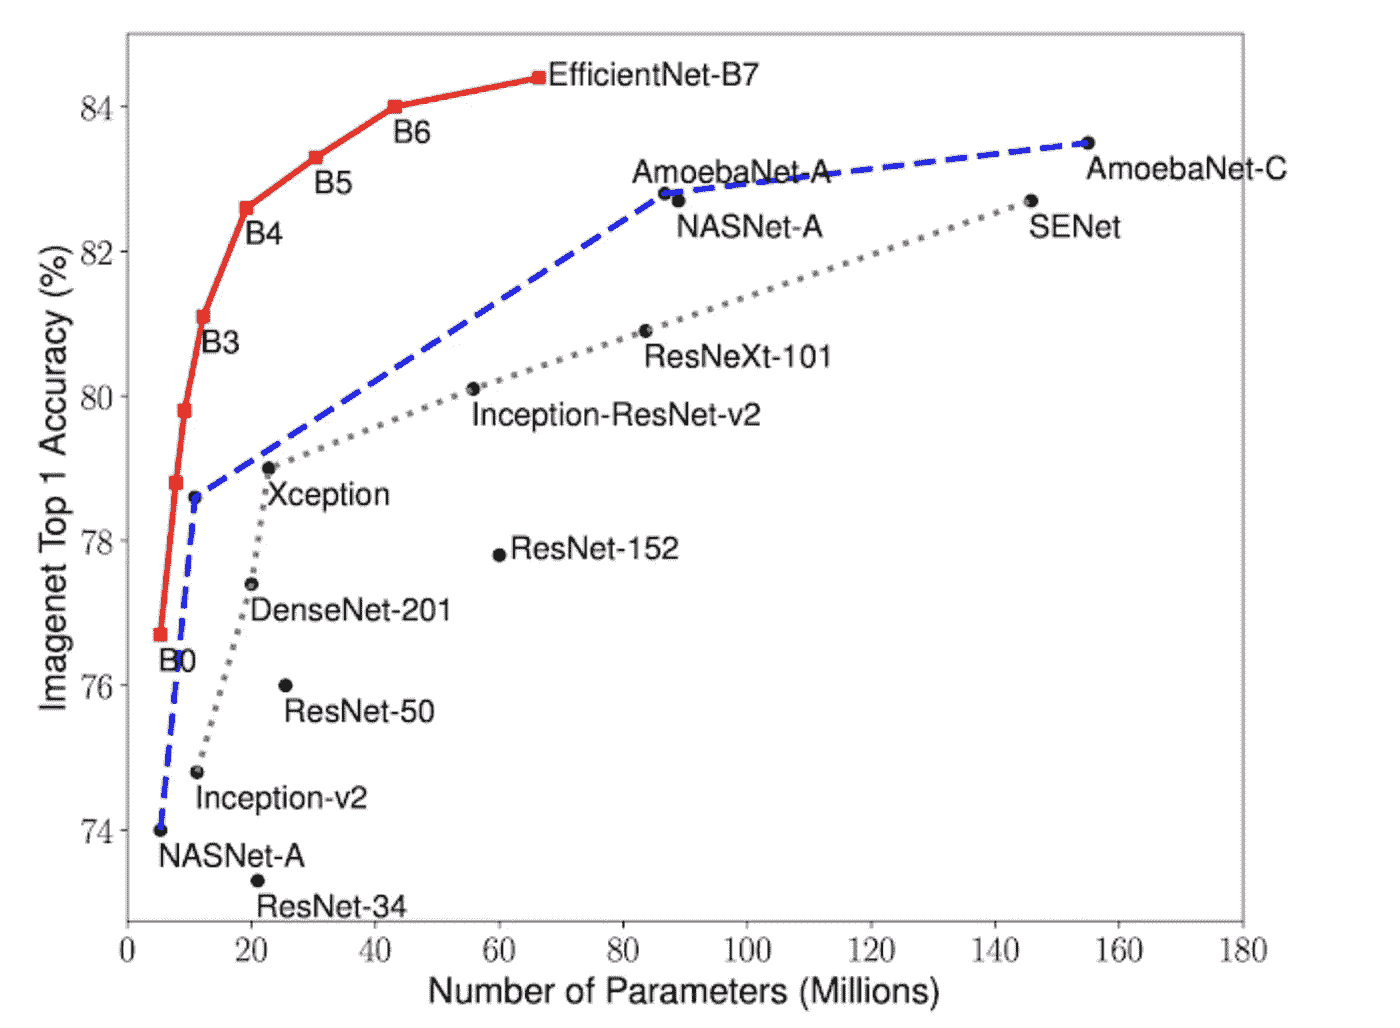 EfficientNet-B7
84
B6
AmoebaNet-A
AmoebaNet-C
B5
NASNet-A
SENet
B4
82
B3
ResNeXt-101
80
Inception-ResNet-v2
Xception
78
ResNet-152
DenseNet-201
B0
76
ResNet-50
Inception-v2
74
NASNet-A
ResNet-34
0 20 40 60 80 100 120 140 160 180
Number of Parameters (Millions)
Imagenet Top 1 Accuracy (%)